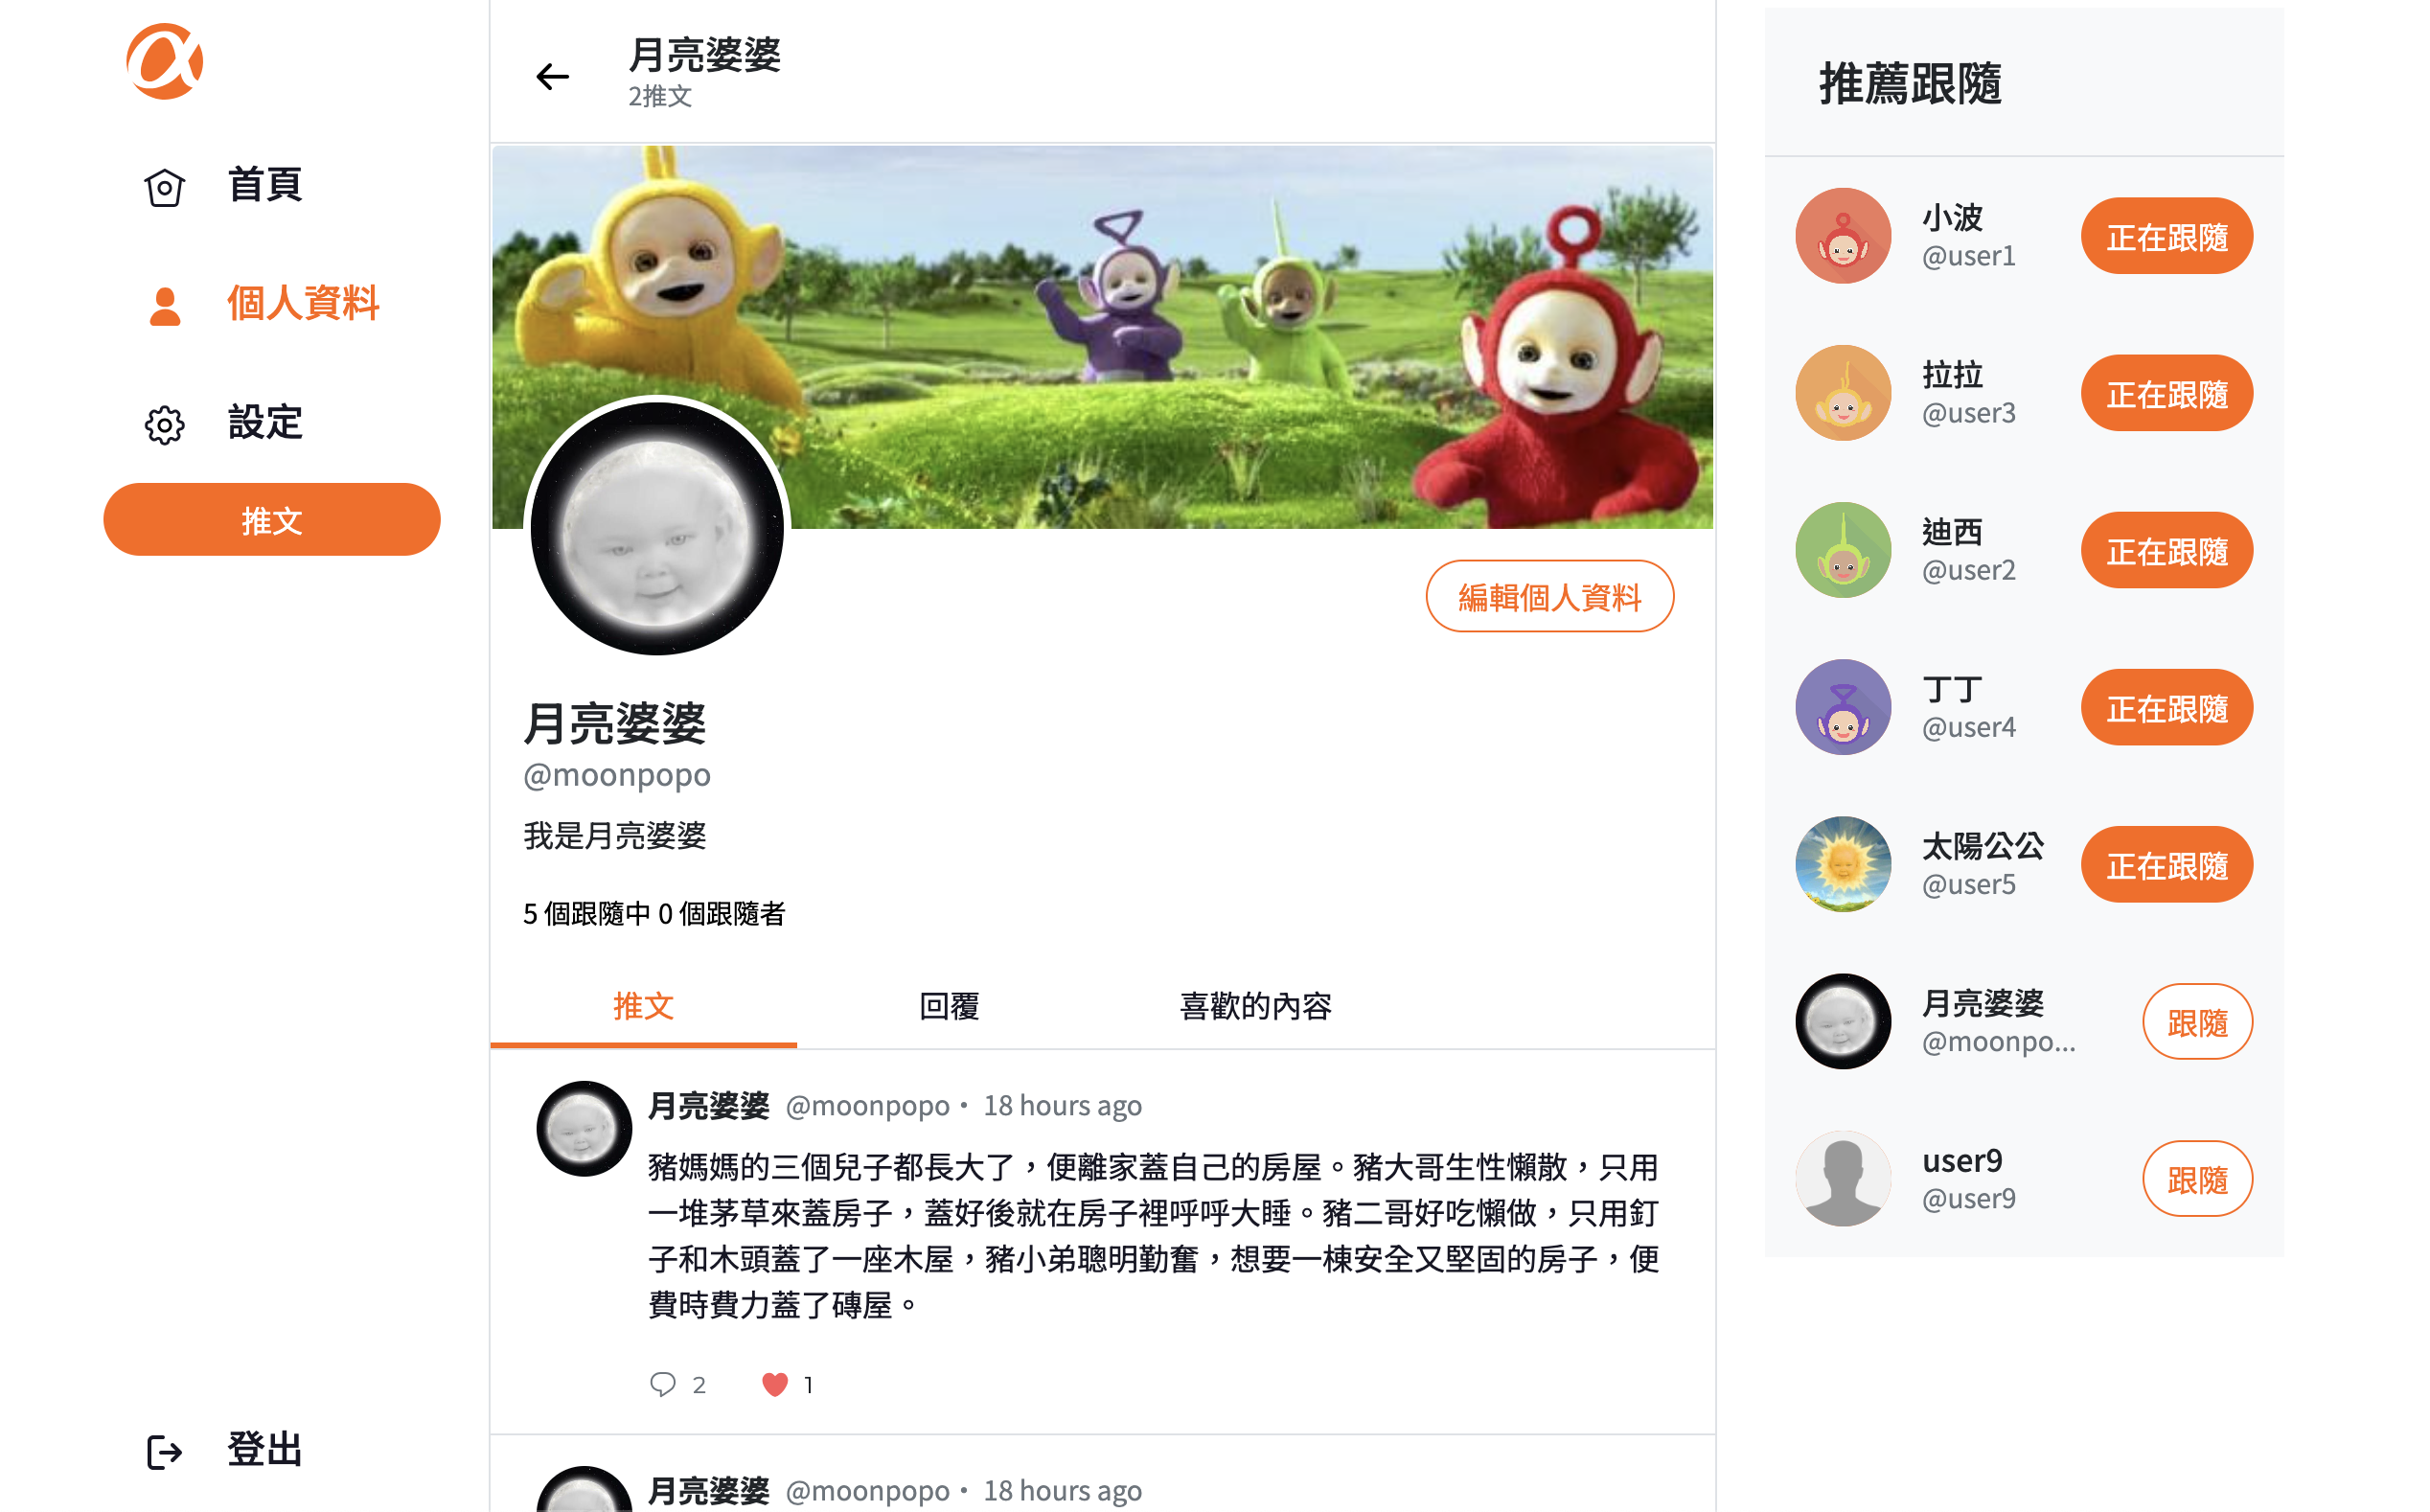 首頁
個人資料
設定
推文
登出
月亮婆婆
2推文
編輯個人資料
月亮婆婆
@moonpopo
我是月亮婆婆
5 個跟隨中 0 個跟隨者
推文 回覆 喜歡的內容
月亮婆婆 @moonpopo · 18 hours ago
豬媽媽的三個兒子都長大了，便離家蓋自己的房屋。豬大哥生性懶散，只用
一堆茅草來蓋房子，蓋好後就在房子裡呼呼大睡。豬二哥好吃懶做，只用釘
子和木頭蓋了一座木屋，豬小弟聰明勤奮，想要一棟安全又堅固的房子，便
費時費力蓋了磚屋。
2 1
月亮婆婆 @moonpopo · 18 hours ago
推薦跟隨
小波
@user1
正在跟隨
拉拉
@user3
正在跟隨
迪西
@user2
正在跟隨
丁丁
@user4
正在跟隨
太陽公公
@user5
正在跟隨
月亮婆婆
@moonpo...
跟隨
user9
@user9
跟隨